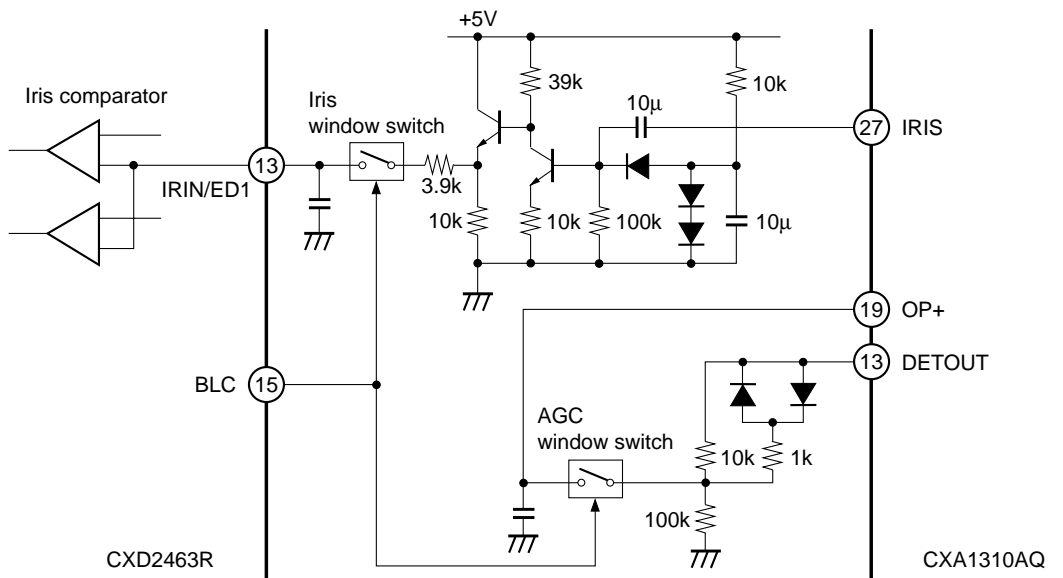 +5V
39k
10k
10µ
Iris comparator
Iris
window switch
27
IRIS
13
IRIN/ED1
3.9k
10k
10k
100k
10µ
19
OP+
13
DETOUT
BLC
15
AGC
window switch
10k
1k
100k
CXD2463R
CXA1310AQ